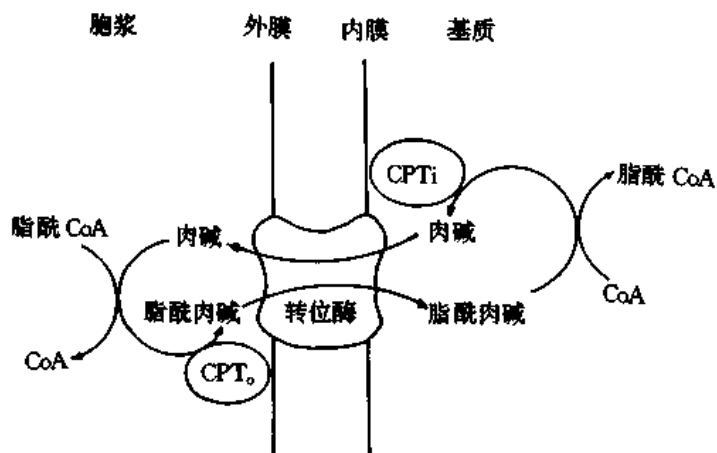 胞浆 外膜 内膜 基质
CPTi
脂酰 CoA
脂酰 CoA
肉碱
肉碱
CoA
脂酰肉碱
转位酶
脂酰肉碱
CoA
CPTo